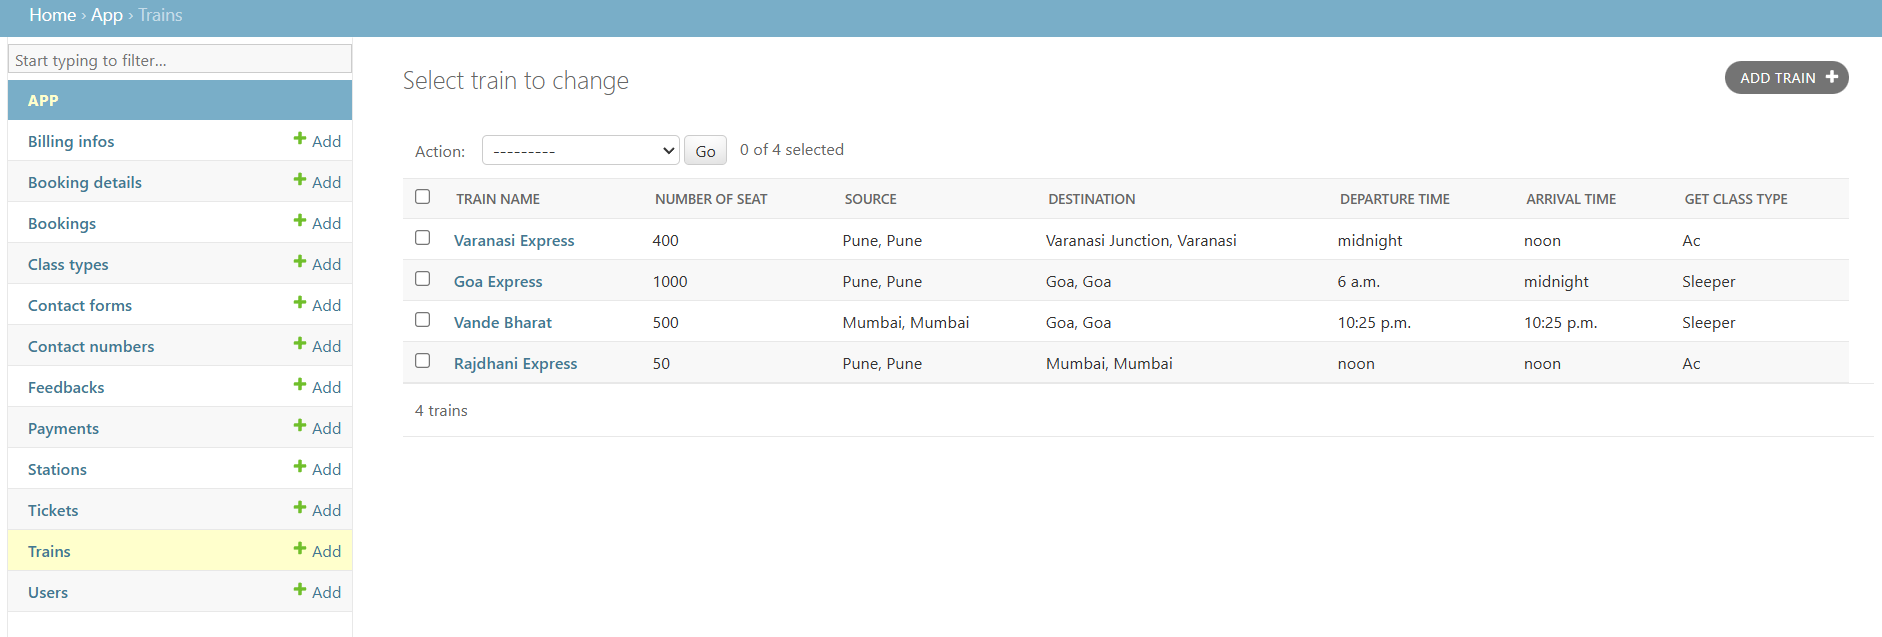 Home › App › Trains
Start typing to filter...
APP
Billing infos Add
Booking details Add
Bookings Add
Class types Add
Contact forms Add
Contact numbers Add
Feedbacks Add
Payments Add
Stations Add
Tickets Add
Trains Add
Users Add
Select train to change
ADD TRAIN
Action: --------- Go 0 of 4 selected
TRAIN NAME NUMBER OF SEAT SOURCE DESTINATION DEPARTURE TIME ARRIVAL TIME GET CLASS TYPE
Varanasi Express 400 Pune, Pune Varanasi Junction, Varanasi midnight noon Ac
Goa Express 1000 Pune, Pune Goa, Goa 6 a.m. midnight Sleeper
Vande Bharat 500 Mumbai, Mumbai Goa, Goa 10:25 p.m. 10:25 p.m. Sleeper
Rajdhani Express 50 Pune, Pune Mumbai, Mumbai noon noon Ac
4 trains